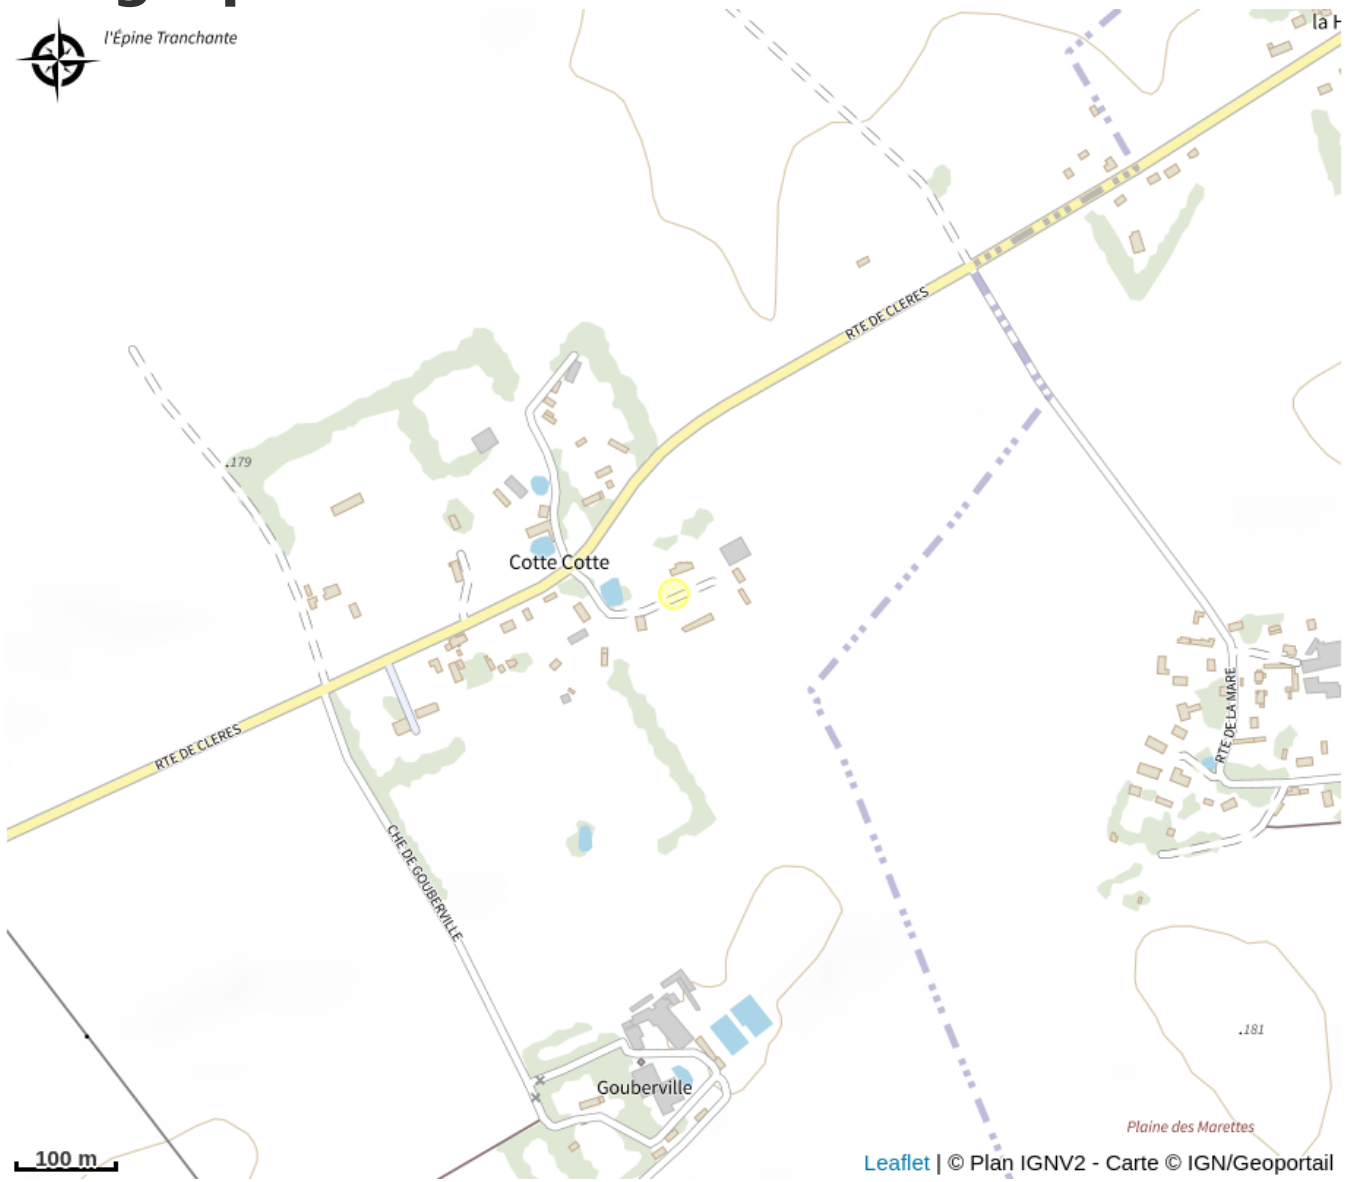 l'Épine Tranchante
RTE DE CLERES
.179
Cotte Cotte
RTE DE LA MARE
RTE DE CLERES
CHE DE GOUBERVILLE
.181
Gouberville
Plaine des Marettes
100 m
Leaflet | © Plan IGNV2 - Carte © IGN/Geoportail